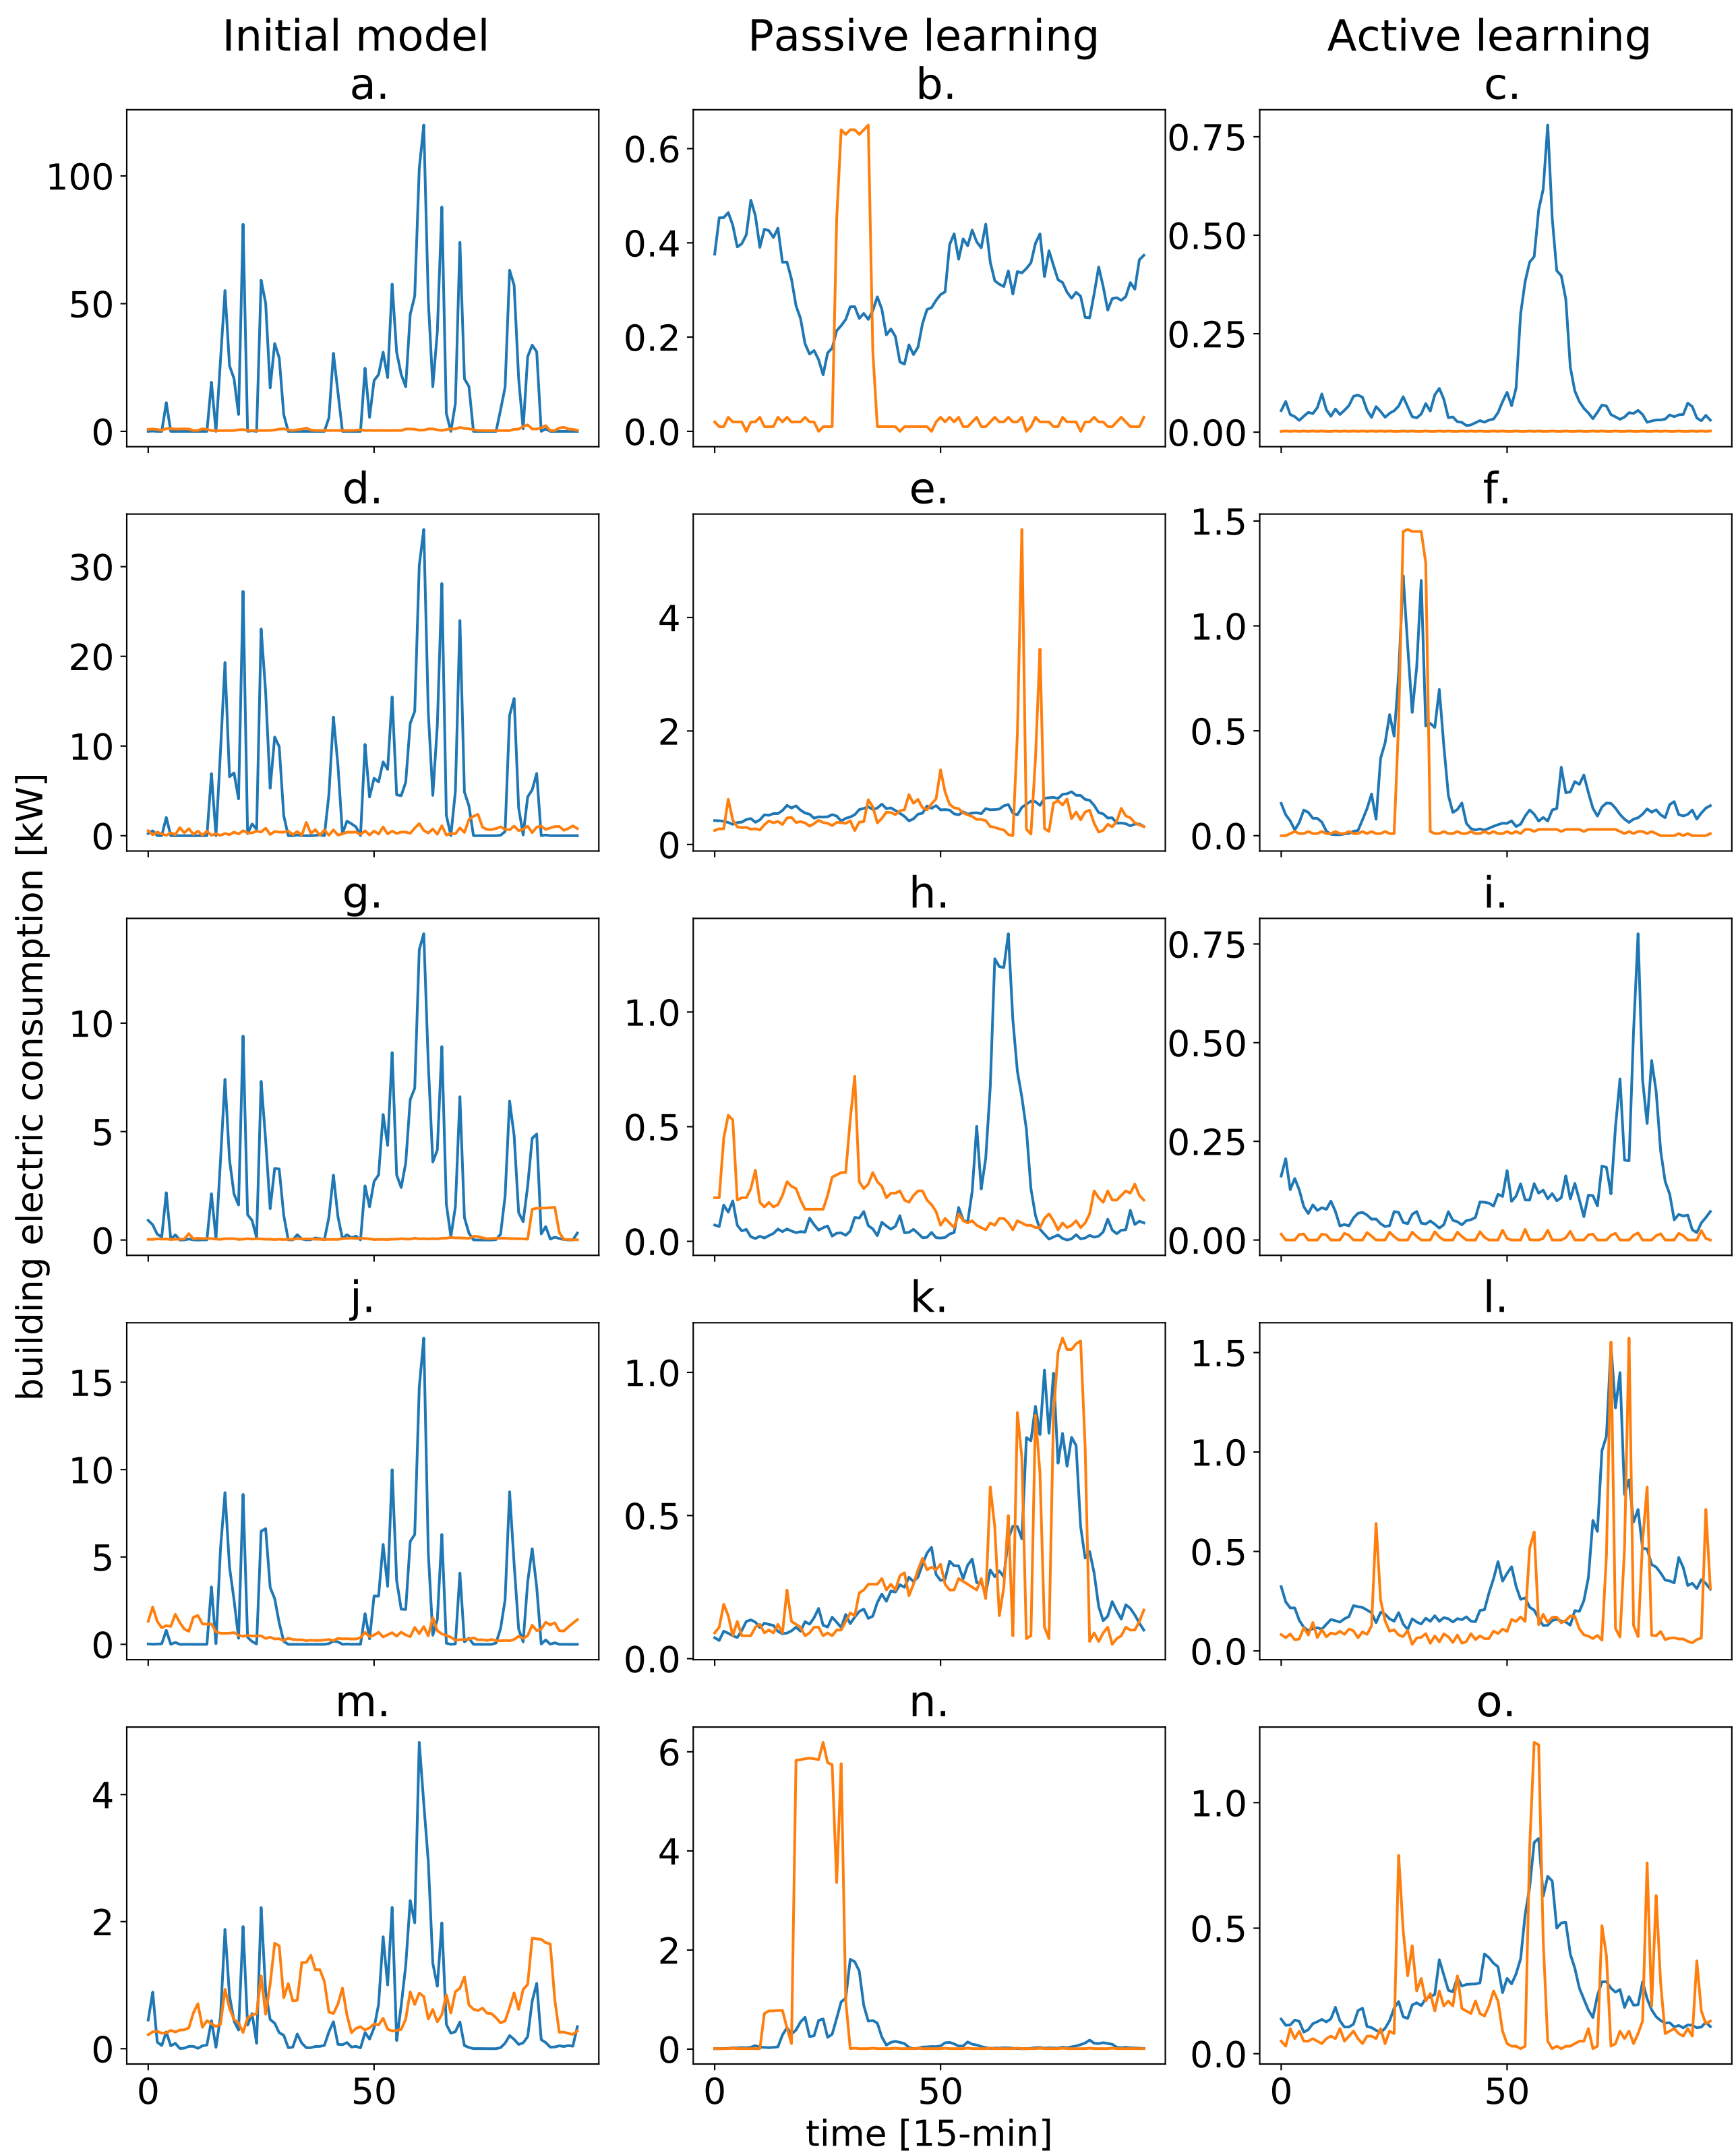 Initial model Passive learning Active learning
a. b. c.
100 0.6 0.75
50 0.4 0.50
0.2 0.25
0 0.0 0.00
d. e. f.
30 4 1.5
20 2 1.0
10 0.5
0 0 0.0
g. h. i.
10 1.0 0.75
5 0.5 0.50
0.25
0 0.0 0.00
j. k. l.
15 1.0 1.5
10 0.5 1.0
5 0.5
0 0.0 0.0
m. n. o.
4 6 1.0
2 4 0.5
2
0 0 0.0
0 50 0 50 0 50
time [15-min]
building electric consumption [kW]